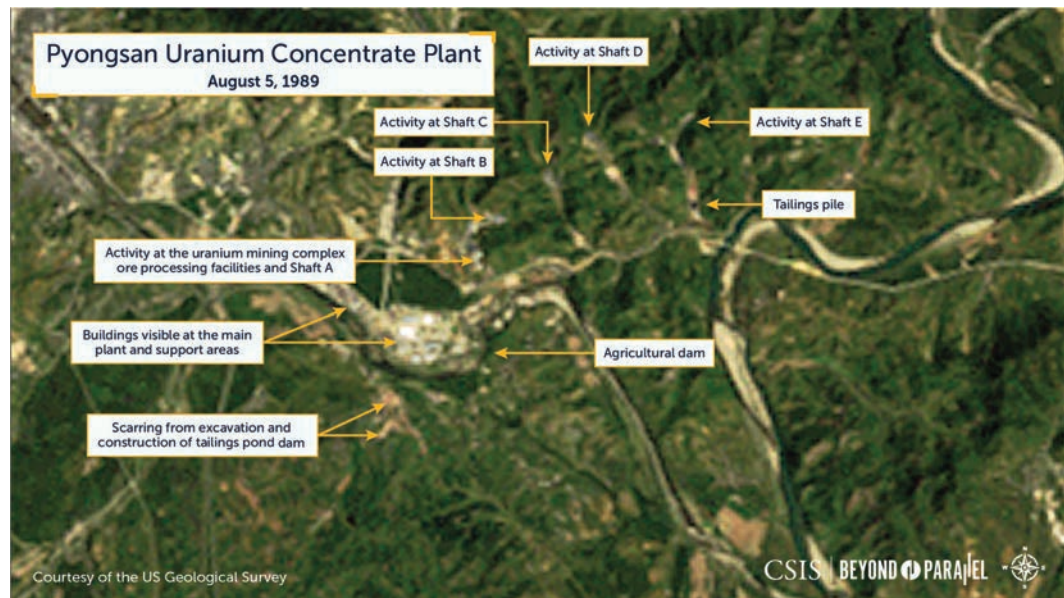 Pyongsan Uranium Concentrate Plant
August 5, 1989
Activity at Shaft D
Activity at Shaft C
Activity at Shaft E
Activity at Shaft B
Tailings pile
Activity at the uranium mining complex
ore processing facilities and Shaft A
Buildings visible at the main
plant and support areas
Agricultural dam
Scarring from excavation and
construction of tailings pond dam
Courtesy of the US Geological Survey
CSIS | BEYOND PARALLEL